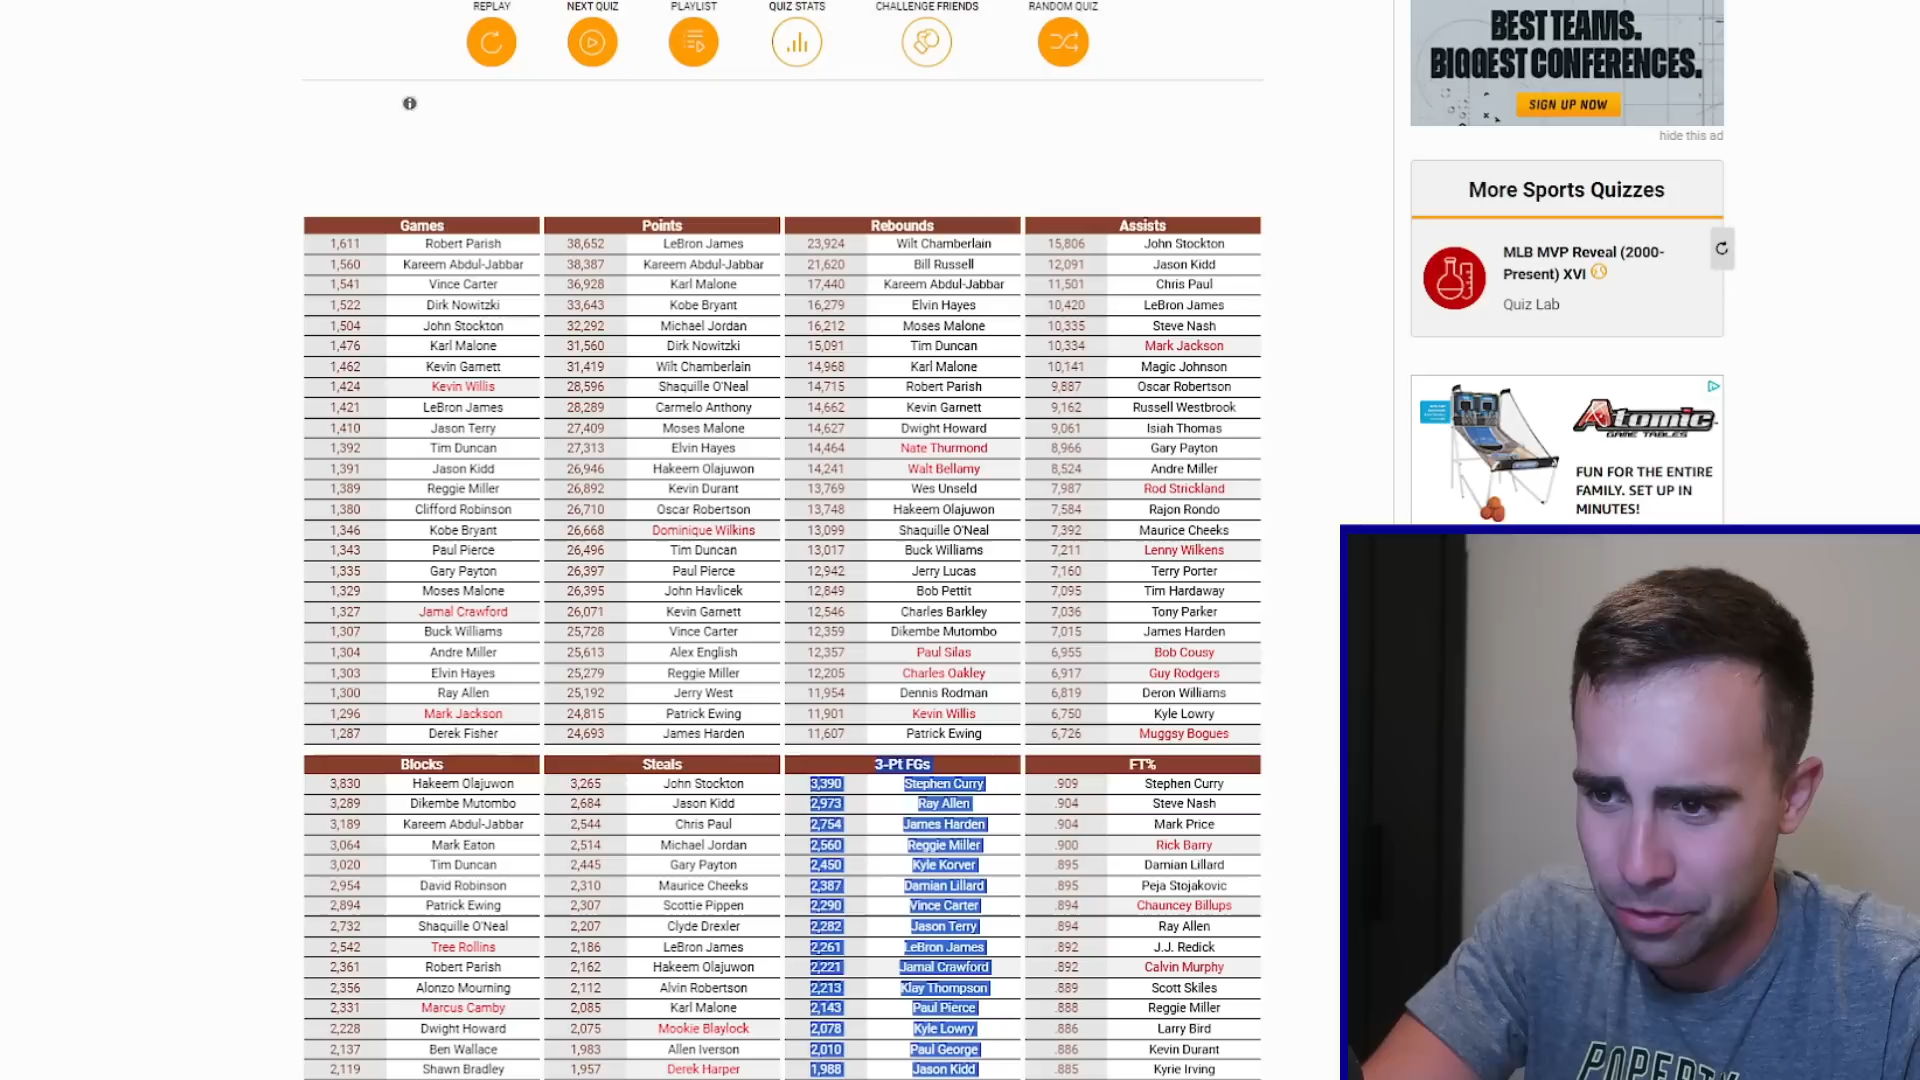 REPLAY NEXT QUIZ PLAYLIST QUIZ STATS CHALLENGE FRIENDS RANDOM QUIZ
BEST TEAMS.
BIGGEST CONFERENCES.
SIGN UP NOW
hide this ad
More Sports Quizzes
MLB MVP Reveal (2000-
Present) XVI
Quiz Lab
Atomic
GAME TABLES
FUN FOR THE ENTIRE
FAMILY. SET UP IN
MINUTES!
Games Points Rebounds Assists
1,611 Robert Parish 38,652 LeBron James 23,924 Wilt Chamberlain 15,806 John Stockton
1,560 Kareem Abdul-Jabbar 38,387 Kareem Abdul-Jabbar 21,620 Bill Russell 12,091 Jason Kidd
1,541 Vince Carter 36,928 Karl Malone 17,440 Kareem Abdul-Jabbar 11,501 Chris Paul
1,522 Dirk Nowitzki 33,643 Kobe Bryant 16,279 Elvin Hayes 10,420 LeBron James
1,504 John Stockton 32,292 Michael Jordan 16,212 Moses Malone 10,335 Steve Nash
1,476 Karl Malone 31,560 Dirk Nowitzki 15,091 Tim Duncan 10,334 Mark Jackson
1,462 Kevin Garnett 31,419 Wilt Chamberlain 14,968 Karl Malone 10,141 Magic Johnson
1,424 Kevin Willis 28,596 Shaquille O'Neal 14,715 Robert Parish 9,887 Oscar Robertson
1,421 LeBron James 28,289 Carmelo Anthony 14,662 Kevin Garnett 9,162 Russell Westbrook
1,410 Jason Terry 27,409 Moses Malone 14,627 Dwight Howard 9,061 Isiah Thomas
1,392 Tim Duncan 27,313 Elvin Hayes 14,464 Nate Thurmond 8,966 Gary Payton
1,391 Jason Kidd 26,946 Hakeem Olajuwon 14,241 Walt Bellamy 8,524 Andre Miller
1,389 Reggie Miller 26,892 Kevin Durant 13,769 Wes Unseld 7,987 Rod Strickland
1,380 Clifford Robinson 26,710 Oscar Robertson 13,748 Hakeem Olajuwon 7,584 Rajon Rondo
1,346 Kobe Bryant 26,668 Dominique Wilkins 13,099 Shaquille O'Neal 7,392 Maurice Cheeks
1,343 Paul Pierce 26,496 Tim Duncan 13,017 Buck Williams 7,211 Lenny Wilkens
1,335 Gary Payton 26,397 Paul Pierce 12,942 Jerry Lucas 7,160 Terry Porter
1,329 Moses Malone 26,395 John Havlicek 12,849 Bob Pettit 7,095 Tim Hardaway
1,327 Jamal Crawford 26,071 Kevin Garnett 12,546 Charles Barkley 7,036 Tony Parker
1,307 Buck Williams 25,728 Vince Carter 12,359 Dikembe Mutombo 7,015 James Harden
1,304 Andre Miller 25,613 Alex English 12,357 Paul Silas 6,955 Bob Cousy
1,303 Elvin Hayes 25,279 Reggie Miller 12,205 Charles Oakley 6,917 Guy Rodgers
1,300 Ray Allen 25,192 Jerry West 11,954 Dennis Rodman 6,819 Deron Williams
1,296 Mark Jackson 24,815 Patrick Ewing 11,901 Kevin Willis 6,750 Kyle Lowry
1,287 Derek Fisher 24,693 James Harden 11,607 Patrick Ewing 6,726 Muggsy Bogues
Blocks Steals 3-Pt FGs FT%
3,830 Hakeem Olajuwon 3,265 John Stockton 3,390 Stephen Curry .909 Stephen Curry
3,289 Dikembe Mutombo 2,684 Jason Kidd 2,973 Ray Allen .904 Steve Nash
3,189 Kareem Abdul-Jabbar 2,544 Chris Paul 2,754 James Harden .904 Mark Price
3,064 Mark Eaton 2,514 Michael Jordan 2,560 Reggie Miller .900 Rick Barry
3,020 Tim Duncan 2,445 Gary Payton 2,450 Kyle Korver .895 Damian Lillard
2,954 David Robinson 2,310 Maurice Cheeks 2,387 Damian Lillard .895 Peja Stojakovic
2,894 Patrick Ewing 2,307 Scottie Pippen 2,290 Vince Carter .894 Chauncey Billups
2,732 Shaquille O'Neal 2,207 Clyde Drexler 2,282 Jason Terry .894 Ray Allen
2,542 Tree Rollins 2,186 LeBron James 2,261 LeBron James .892 J.J. Redick
2,361 Robert Parish 2,162 Hakeem Olajuwon 2,221 Jamal Crawford .892 Calvin Murphy
2,356 Alonzo Mourning 2,112 Alvin Robertson 2,213 Klay Thompson .889 Scott Skiles
2,331 Marcus Camby 2,085 Karl Malone 2,143 Paul Pierce .888 Reggie Miller
2,228 Dwight Howard 2,075 Mookie Blaylock 2,078 Kyle Lowry .886 Larry Bird
2,137 Ben Wallace 1,983 Allen Iverson 2,010 Paul George .886 Kevin Durant
2,119 Shawn Bradley 1,957 Derek Harper 1,988 Jason Kidd .885 Kyrie Irving